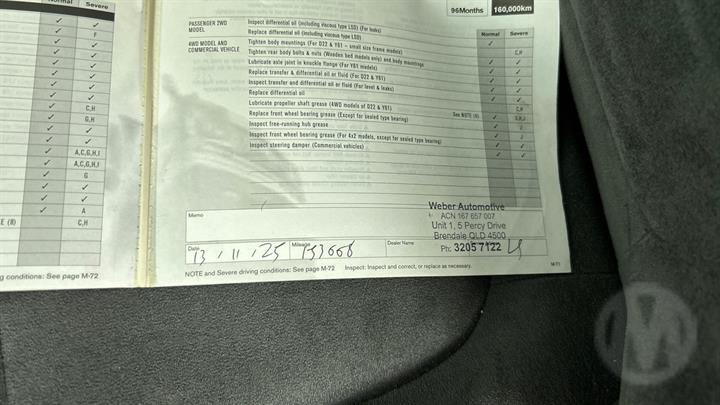 Normal Severe
F
C,H
G,H
A,C,G,H,I
A,C,G,H,I
G
A
E (8) C,H
g conditions: See page M-72
96Months 160,000km
PASSENGER 2WD MODEL
Inspect differential oil (including viscous type LSD) (For leaks)
Replace differential oil (including viscous type LSD)
Normal Severe
4WD MODEL AND COMMERCIAL VEHICLE
Tighten body mountings (For D22 & Y61 – small size frame models)
Tighten rear body bolts & nuts (Wooden bed models only) and body mountings C,H
Lubricate axle joint in knuckle flange (For Y61 models)
Replace transfer & differential oil or fluid (For D22 & Y61)
Inspect transfer and differential oil or fluid (For level & leaks)
Replace differential oil
Lubricate propeller shaft grease (4WD models of D22 & Y61) C,H
Replace front wheel bearing grease (Except for sealed type bearing) See NOTE (9)
Inspect free-running hub grease
Inspect front wheel bearing grease (For 4x2 models, except for sealed type bearing)
Inspect steering damper (Commercial vehicles)
Memo
Weber Automotive
ACN 167 657 007
Unit 1, 5 Percy Drive
Brendale QLD 4500
Ph: 3205 7122
Date 13 . 11 . 25 Mileage 153666 Dealer Name
NOTE and Severe driving conditions: See page M-72 Inspect: Inspect and correct, or replace as necessary.
M-71
M